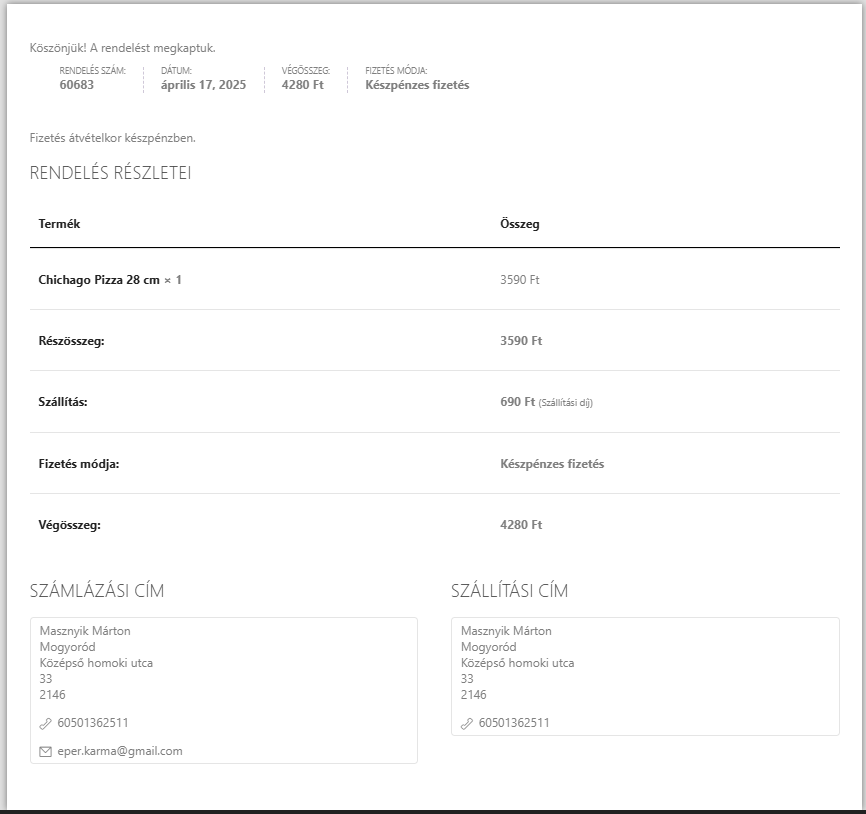 Köszönjük! A rendelést megkaptuk.
RENDELÉS SZÁM: DÁTUM: VÉGÖSSZEG: FIZETÉS MÓDJA:
60683 április 17, 2025 4280 Ft Készpénzes fizetés
Fizetés átvételkor készpénzben.
RENDELÉS RÉSZLETEI
Termék Összeg
Chichago Pizza 28 cm × 1 3590 Ft
Részösszeg: 3590 Ft
Szállítás: 690 Ft (Szállítási díj)
Fizetés módja: Készpénzes fizetés
Végösszeg: 4280 Ft
SZÁMLÁZÁSI CÍM
Masznyik Márton
Mogyoród
Középső homoki utca
33
2146
60501362511
eper.karma@gmail.com
SZÁLLÍTÁSI CÍM
Masznyik Márton
Mogyoród
Középső homoki utca
33
2146
60501362511